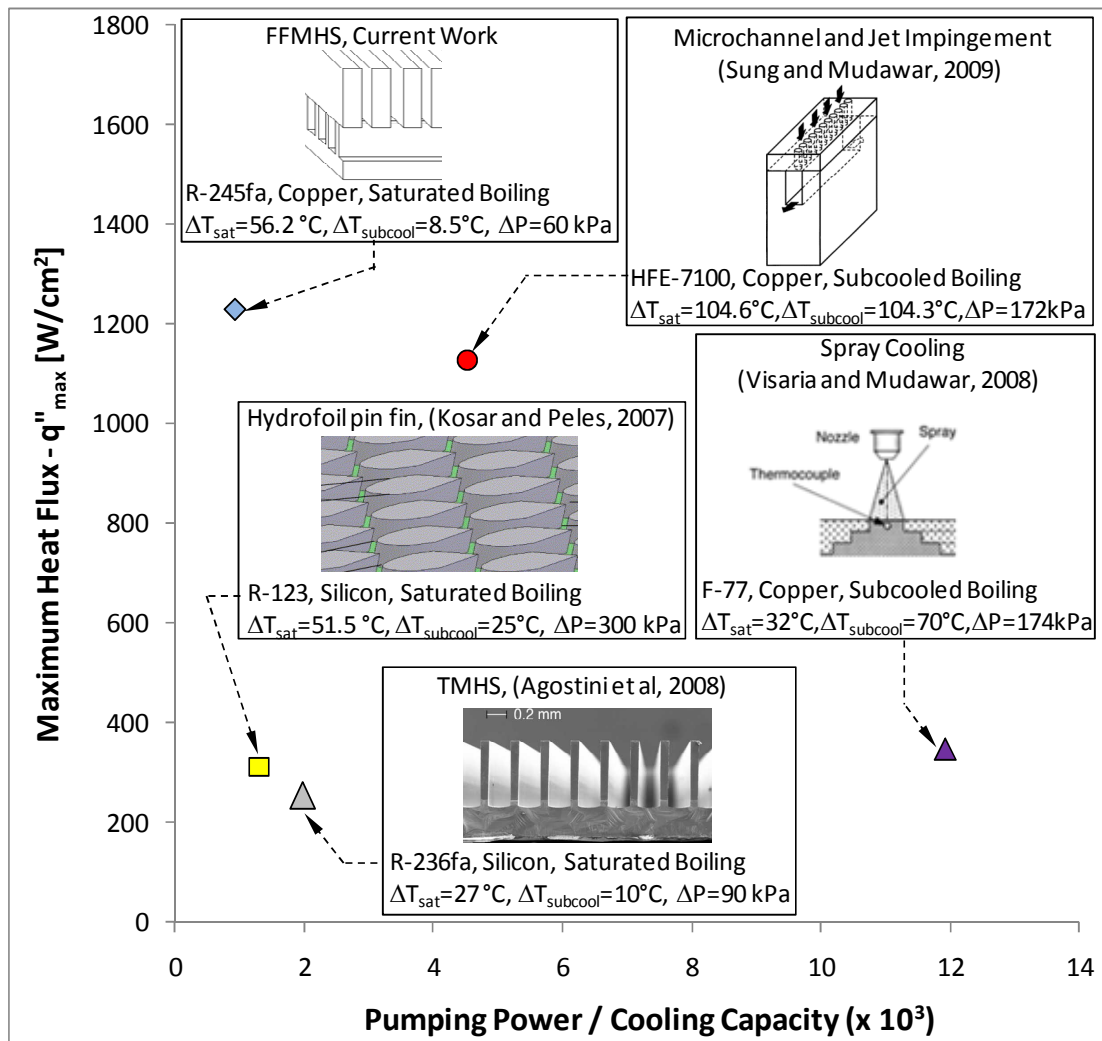 1800
1600
1400
1200
1000
800
600
400
200
0
Maximum Heat Flux - q"max [W/cm²]
FFMHS, Current Work
R-245fa, Copper, Saturated Boiling
ΔTsat=56.2 °C, ΔTsubcool=8.5°C, ΔP=60 kPa
Microchannel and Jet Impingement
(Sung and Mudawar, 2009)
HFE-7100, Copper, Subcooled Boiling
ΔTsat=104.6°C,ΔTsubcool=104.3°C,ΔP=172kPa
Hydrofoil pin fin, (Kosar and Peles, 2007)
R-123, Silicon, Saturated Boiling
ΔTsat=51.5 °C, ΔTsubcool=25°C, ΔP=300 kPa
Spray Cooling
(Visaria and Mudawar, 2008)
Nozzle
Spray
Thermocouple
F-77, Copper, Subcooled Boiling
ΔTsat=32°C,ΔTsubcool=70°C,ΔP=174kPa
TMHS, (Agostini et al, 2008)
0.2 mm
R-236fa, Silicon, Saturated Boiling
ΔTsat=27 °C, ΔTsubcool=10°C, ΔP=90 kPa
0 2 4 6 8 10 12 14
Pumping Power / Cooling Capacity (x 10³)